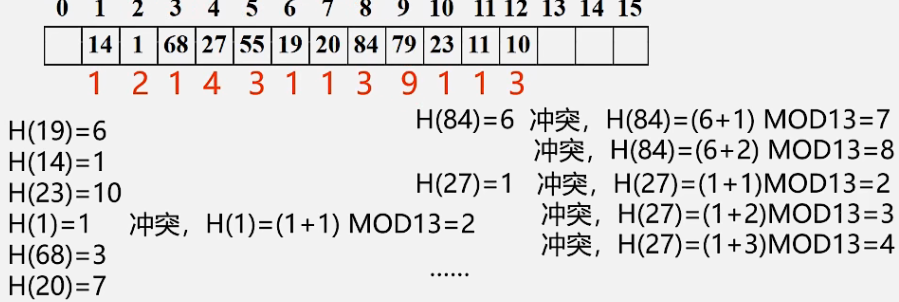 0 1 2 3 4 5 6 7 8 9 10 11 12 13 14 15
14 1 68 27 55 19 20 84 79 23 11 10
1 2 1 4 3 1 1 3 9 1 1 3
H(19)=6
H(14)=1
H(23)=10
H(1)=1 冲突，H(1)=(1+1) MOD13=2
H(68)=3
H(20)=7
H(84)=6 冲突，H(84)=(6+1) MOD13=7
冲突，H(84)=(6+2) MOD13=8
H(27)=1 冲突，H(27)=(1+1)MOD13=2
冲突，H(27)=(1+2)MOD13=3
冲突，H(27)=(1+3)MOD13=4
......